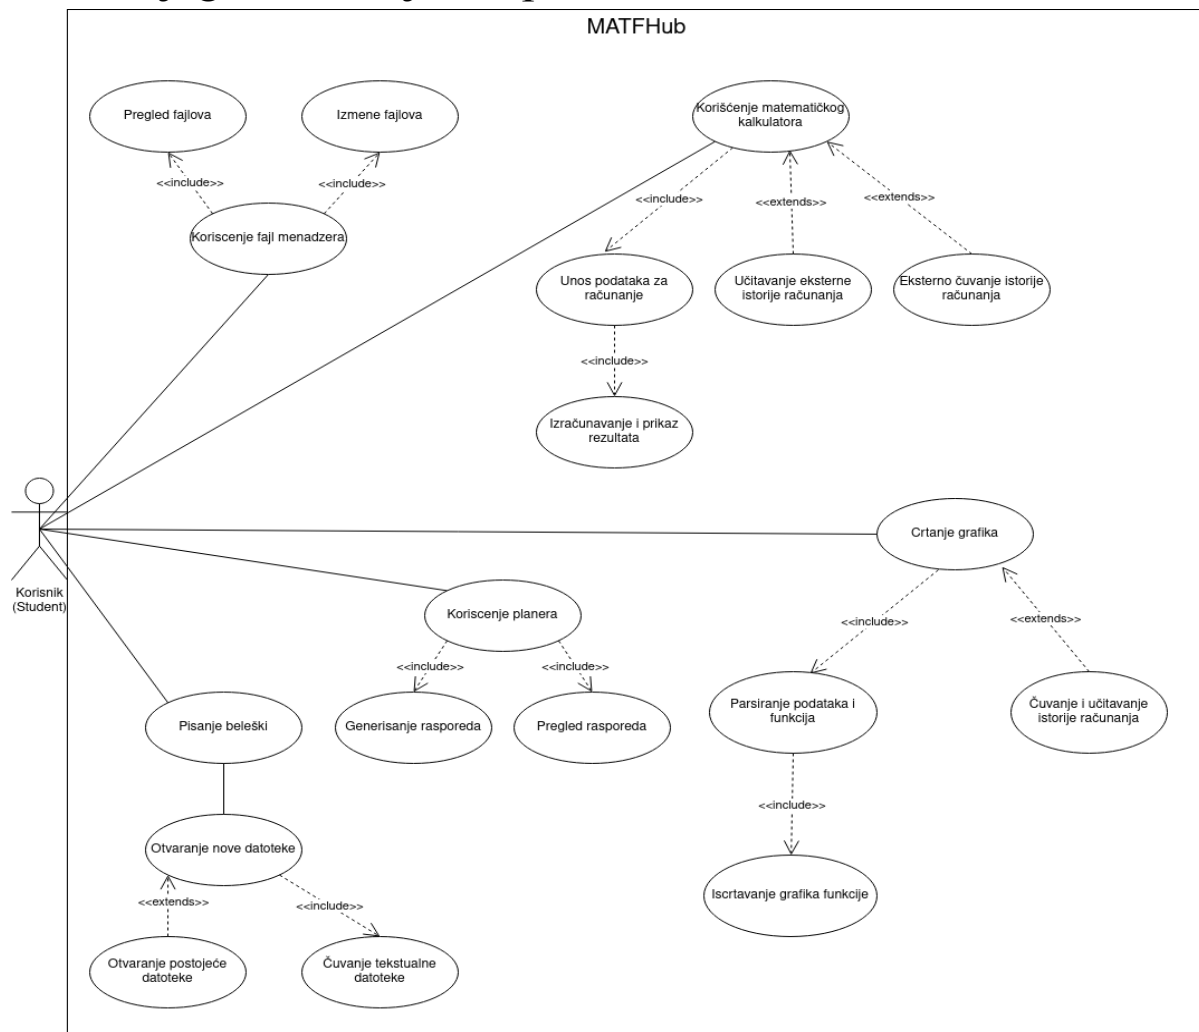 MATFHub
Pregled fajlova
Izmene fajlova
<<include>>
<<include>>
Koriscenje fajl menadzera
Korišćenje matematičkog
kalkulatora
<<include>>
<<extends>>
<<extends>>
Unos podataka za
računanje
Učitavanje eksterne
istorije računanja
Eksterno čuvanje istorije
računanja
<<include>>
Izračunavanje i prikaz
rezultata
Korisnik
(Student)
Crtanje grafika
<<include>>
<<extends>>
Parsiranje podataka i
funkcija
Čuvanje i učitavanje
istorije računanja
<<include>>
Iscrtavanje grafika funkcije
Koriscenje planera
<<include>>
<<include>>
Generisanje rasporeda
Pregled rasporeda
Pisanje beleški
Otvaranje nove datoteke
<<extends>>
<<include>>
Otvaranje postojeće
datoteke
Čuvanje tekstualne
datoteke